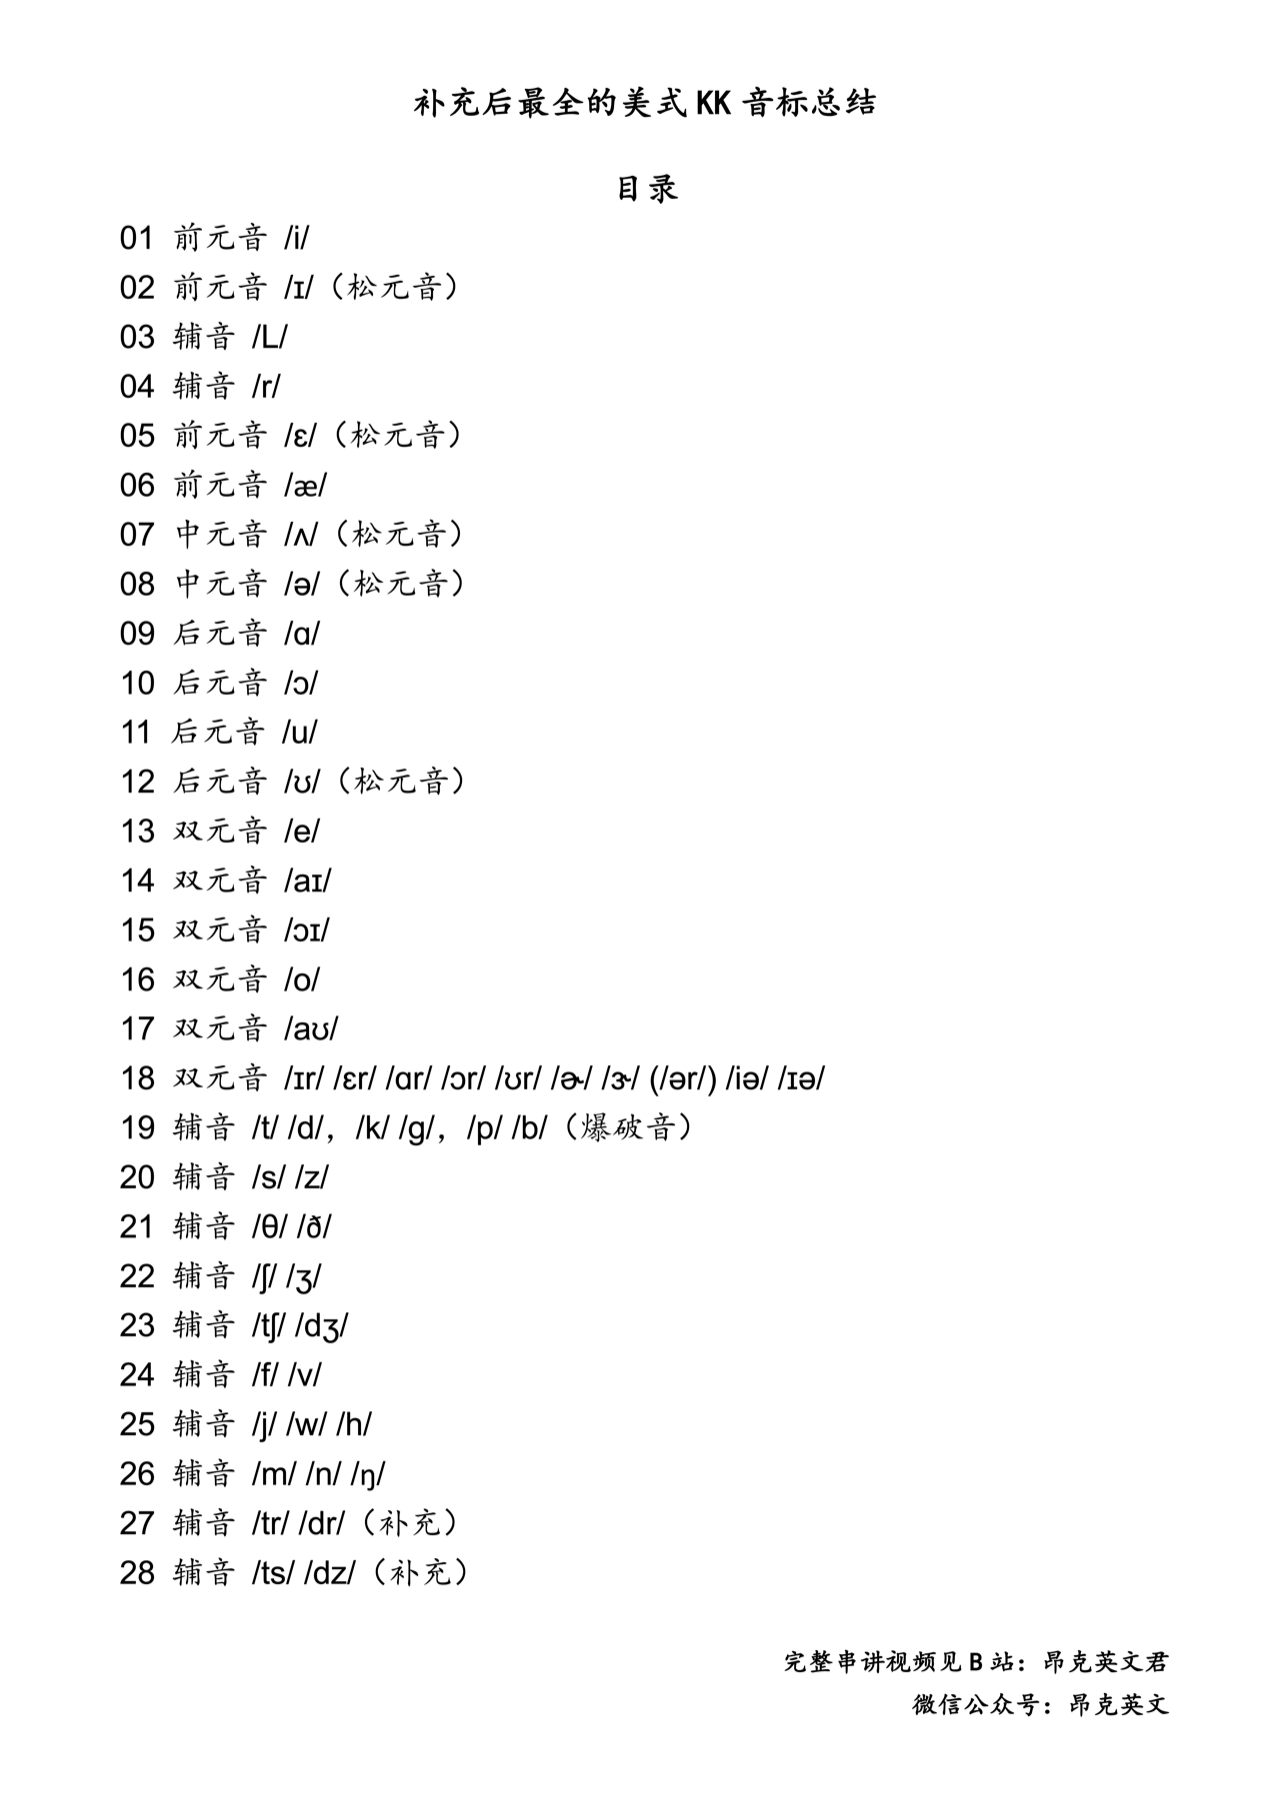 补充后最全的美式 KK 音标总结
目录
01 前元音 /i/
02 前元音 /ɪ/（松元音）
03 辅音 /L/
04 辅音 /r/
05 前元音 /ɛ/（松元音）
06 前元音 /æ/
07 中元音 /ʌ/（松元音）
08 中元音 /ə/（松元音）
09 后元音 /ɑ/
10 后元音 /ɔ/
11 后元音 /u/
12 后元音 /ʊ/（松元音）
13 双元音 /e/
14 双元音 /aɪ/
15 双元音 /ɔɪ/
16 双元音 /o/
17 双元音 /aʊ/
18 双元音 /ɪr/ /ɛr/ /ɑr/ /ɔr/ /ʊr/ /ɚ/ /ɝ/ (/ər/) /iə/ /ɪə/
19 辅音 /t/ /d/，/k/ /g/，/p/ /b/（爆破音）
20 辅音 /s/ /z/
21 辅音 /θ/ /ð/
22 辅音 /ʃ/ /ʒ/
23 辅音 /tʃ/ /dʒ/
24 辅音 /f/ /v/
25 辅音 /j/ /w/ /h/
26 辅音 /m/ /n/ /ŋ/
27 辅音 /tr/ /dr/（补充）
28 辅音 /ts/ /dz/（补充）
完整串讲视频见 B 站：昂克英文君
微信公众号：昂克英文